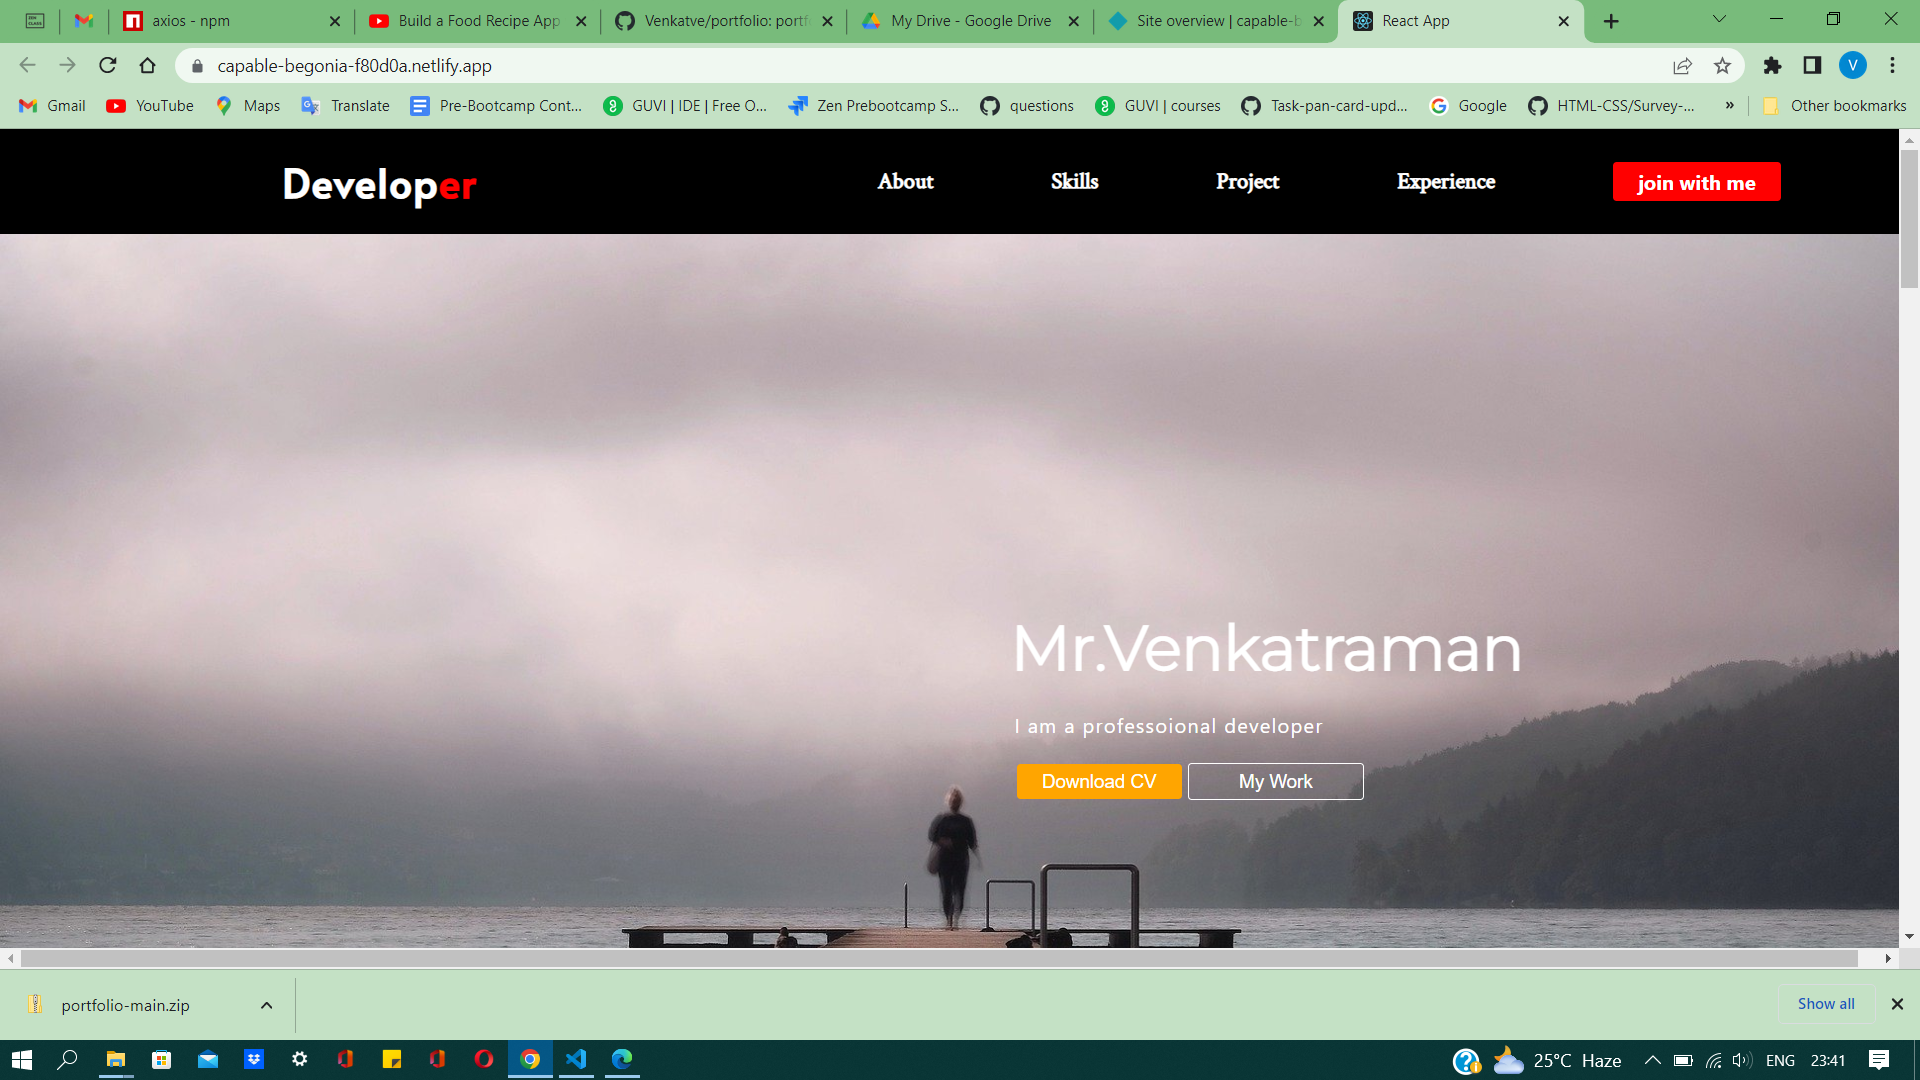 axios - npm
Build a Food Recipe App
Venkatve/portfolio: portf
My Drive - Google Drive
Site overview | capable-b
React App
capable-begonia-f80d0a.netlify.app
V
Gmail
YouTube
Maps
Translate
Pre-Bootcamp Cont...
GUVI | IDE | Free O...
Zen Prebootcamp S...
questions
GUVI | courses
Task-pan-card-upd...
Google
HTML-CSS/Survey-...
»
Other bookmarks
Developer
About
Skills
Project
Experience
join with me
Mr.Venkatraman
I am a professoional developer
Download CV
My Work
portfolio-main.zip
Show all
25°C Haze
ENG
23:41